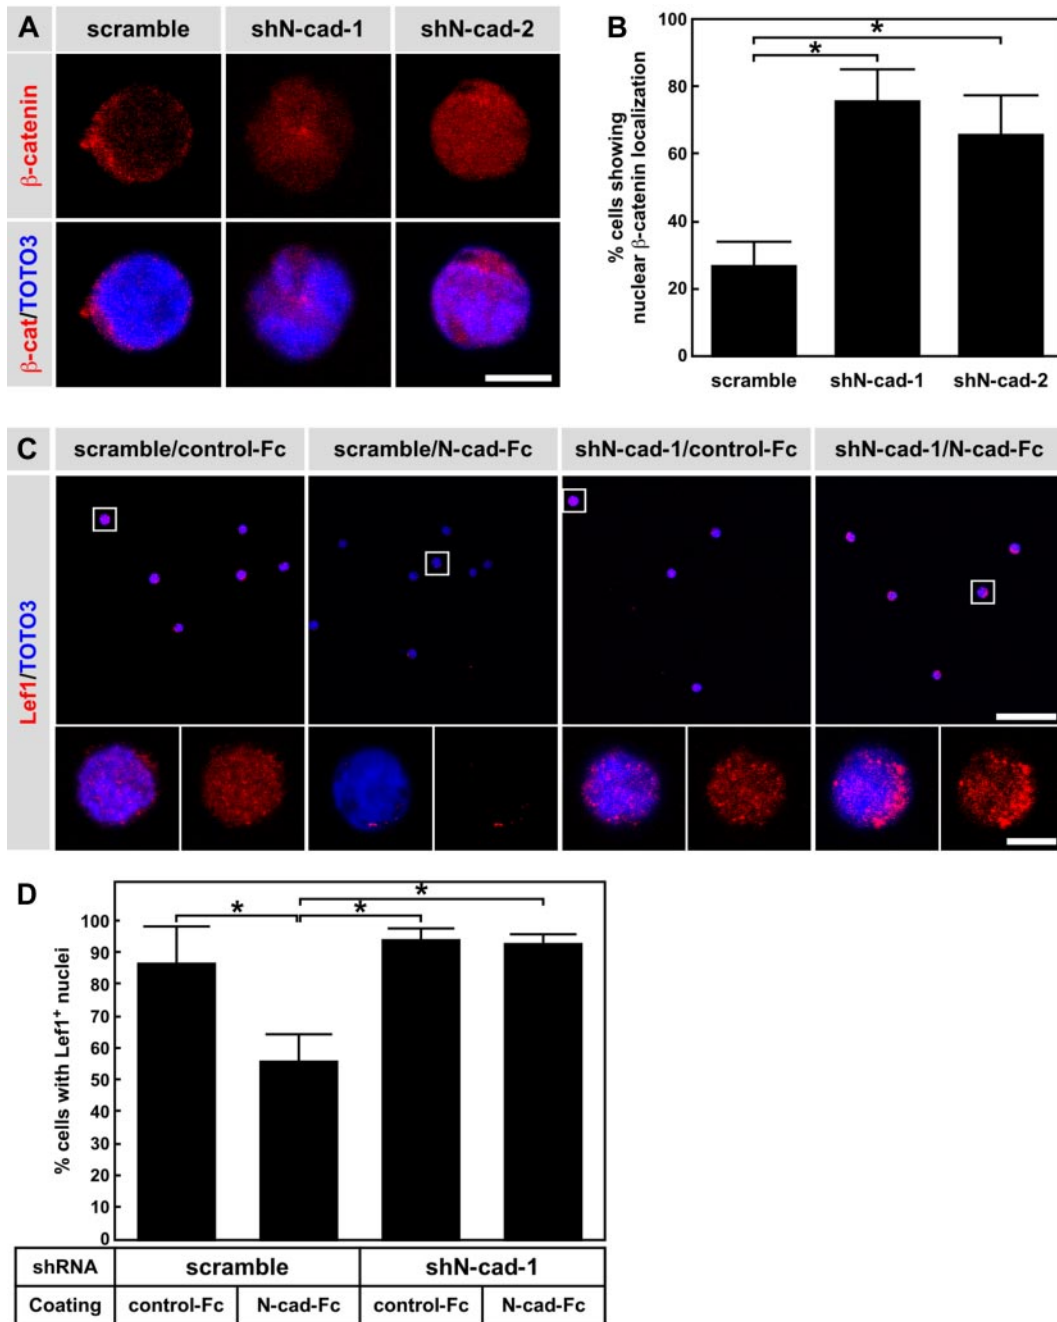 A
scramble shN-cad-1 shN-cad-2
β-catenin
β-cat/TOTO3
B
% cells showing
nuclear β-catenin localization
100
80
60
40
20
0
* *
scramble shN-cad-1 shN-cad-2
C
scramble/control-Fc scramble/N-cad-Fc shN-cad-1/control-Fc shN-cad-1/N-cad-Fc
Lef1/TOTO3
D
% cells with Lef1⁺ nuclei
100
90
80
70
60
50
40
30
20
10
0
* * *
shRNA scramble shN-cad-1
Coating control-Fc N-cad-Fc control-Fc N-cad-Fc